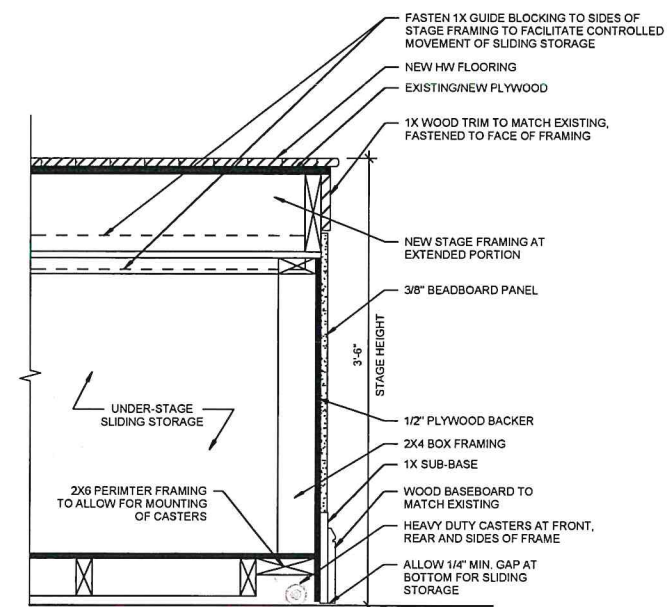 FASTEN 1X GUIDE BLOCKING TO SIDES OF
STAGE FRAMING TO FACILITATE CONTROLLED
MOVEMENT OF SLIDING STORAGE
NEW HW FLOORING
EXISTING/NEW PLYWOOD
1X WOOD TRIM TO MATCH EXISTING,
FASTENED TO FACE OF FRAMING
NEW STAGE FRAMING AT
EXTENDED PORTION
3/8" BEADBOARD PANEL
3'-6"
STAGE HEIGHT
UNDER-STAGE
SLIDING STORAGE
1/2" PLYWOOD BACKER
2X4 BOX FRAMING
1X SUB-BASE
2X6 PERIMTER FRAMING
TO ALLOW FOR MOUNTING
OF CASTERS
WOOD BASEBOARD TO
MATCH EXISTING
HEAVY DUTY CASTERS AT FRONT,
REAR AND SIDES OF FRAME
ALLOW 1/4" MIN. GAP AT
BOTTOM FOR SLIDING
STORAGE